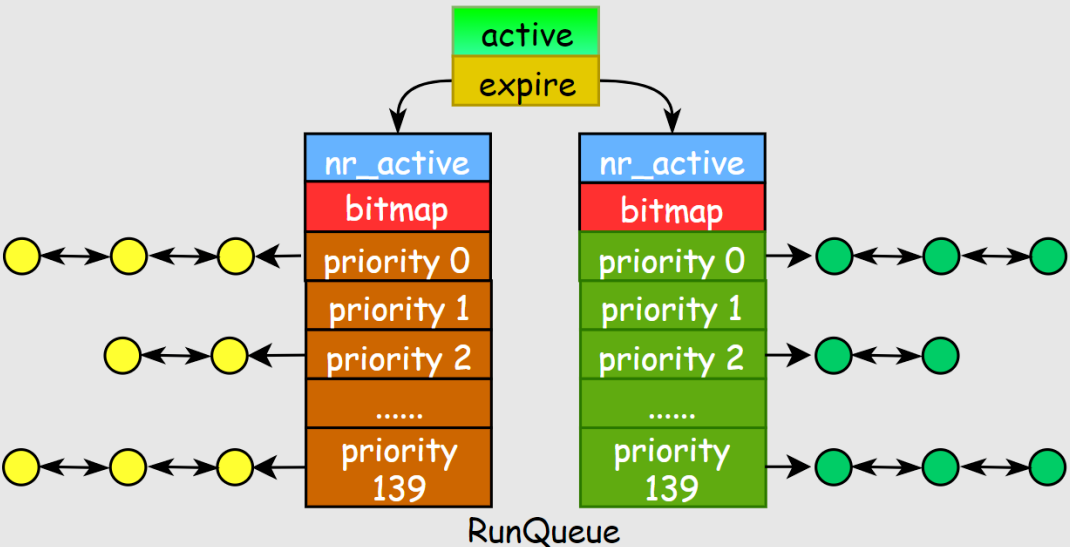 active
expire
nr_active
bitmap
priority 0
priority 1
priority 2
......
priority
139
nr_active
bitmap
priority 0
priority 1
priority 2
......
priority
139
RunQueue